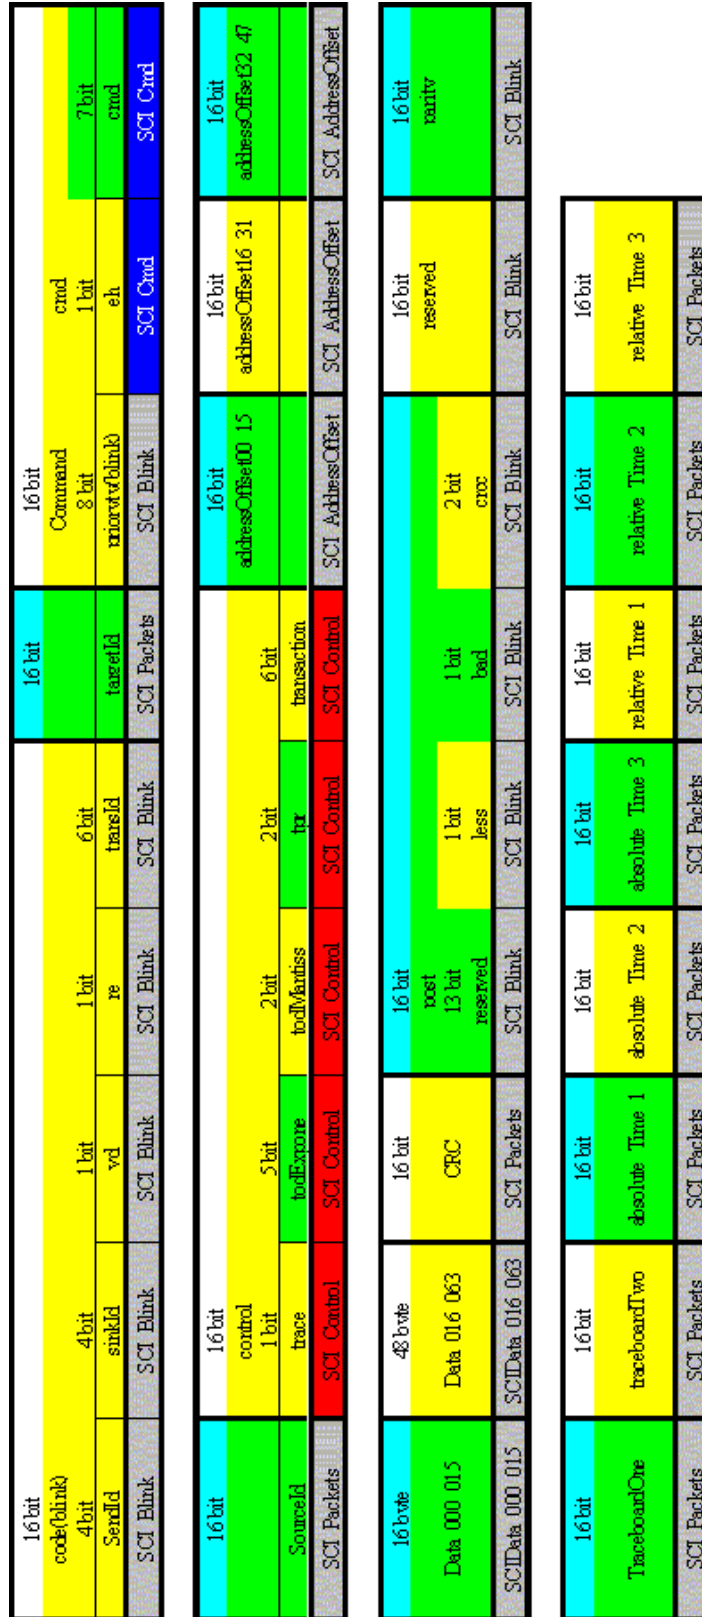 16 bit 16 bit 16 bit
code(blink) Command cmd
4bit 4bit 1 bit 1 bit 6 bit 8 bit 1 bit 7bit
SendId sinkId vd re transId targetId priority(blink) eh cmd
SCI Blink SCI Blink SCI Blink SCI Blink SCI Blink SCI Packets SCI Blink SCI Cmd SCI Cmd
16 bit 16 bit 16 bit 16 bit 16 bit
control addressOffset00 15 addressOffset16 31 addressOffset32 47
1 bit 5bit 2bit 2bit 6bit
SourceId trace todExpone todMantiss tpr transaction
SCI Packets SCI Control SCI Control SCI Control SCI Control SCI Control SCI AddressOffset SCI AddressOffset SCI AddressOffset
16 byte 48 byte 16 bit 16 bit 16 bit 16 bit
post reserved parity
Data 000 015 Data 016 063 CRC 13 bit 1 bit 1 bit 2 bit
reserved less bad crcc
SCIData 000 015 SCIData 016 063 SCI Packets SCI Blink SCI Blink SCI Blink SCI Blink SCI Blink SCI Blink
16 bit 16 bit 16 bit 16 bit 16 bit 16 bit 16 bit 16 bit
TraceboardOne traceboardTwo absolute Time 1 absolute Time 2 absolute Time 3 relative Time 1 relative Time 2 relative Time 3
SCI Packets SCI Packets SCI Packets SCI Packets SCI Packets SCI Packets SCI Packets SCI Packets